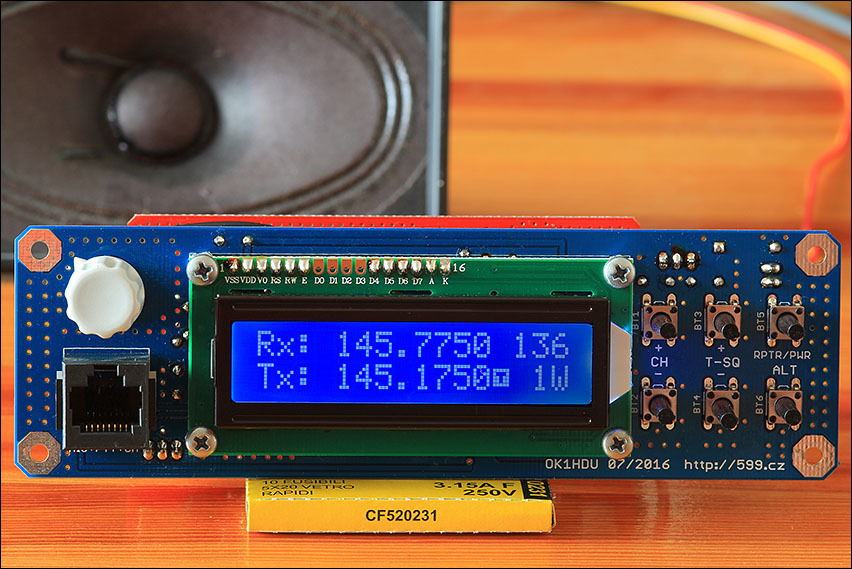 1 16
VSS VDD V0 RS RW E D0 D1 D2 D3 D4 D5 D6 D7 A K
Rx: 145.7750 136
Tx: 145.1750 1W
BT1 BT3 BT5
+ +
CH T-SQ RPTR/PWR
- ALT
BT2 BT4 BT6
OK1HDU 07/2016 http://599.cz
10 FUSIBILI
5X20 VETRO
RAPIDI
3.15A F
250V
CF520231